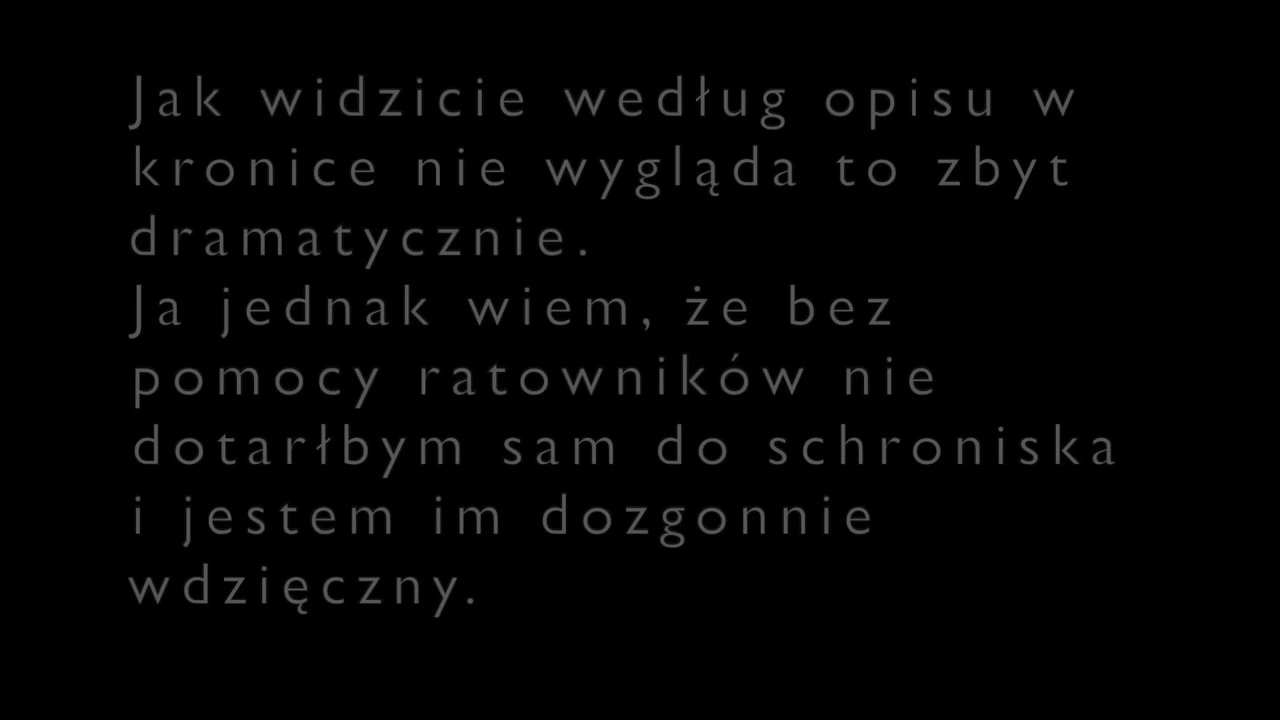 Jak widzicie według opisu w
kronice nie wygląda to zbyt
dramatycznie.
Ja jednak wiem, że bez
pomocy ratowników nie
dotarłbym sam do schroniska
i jestem im dozgonnie
wdzięczny.